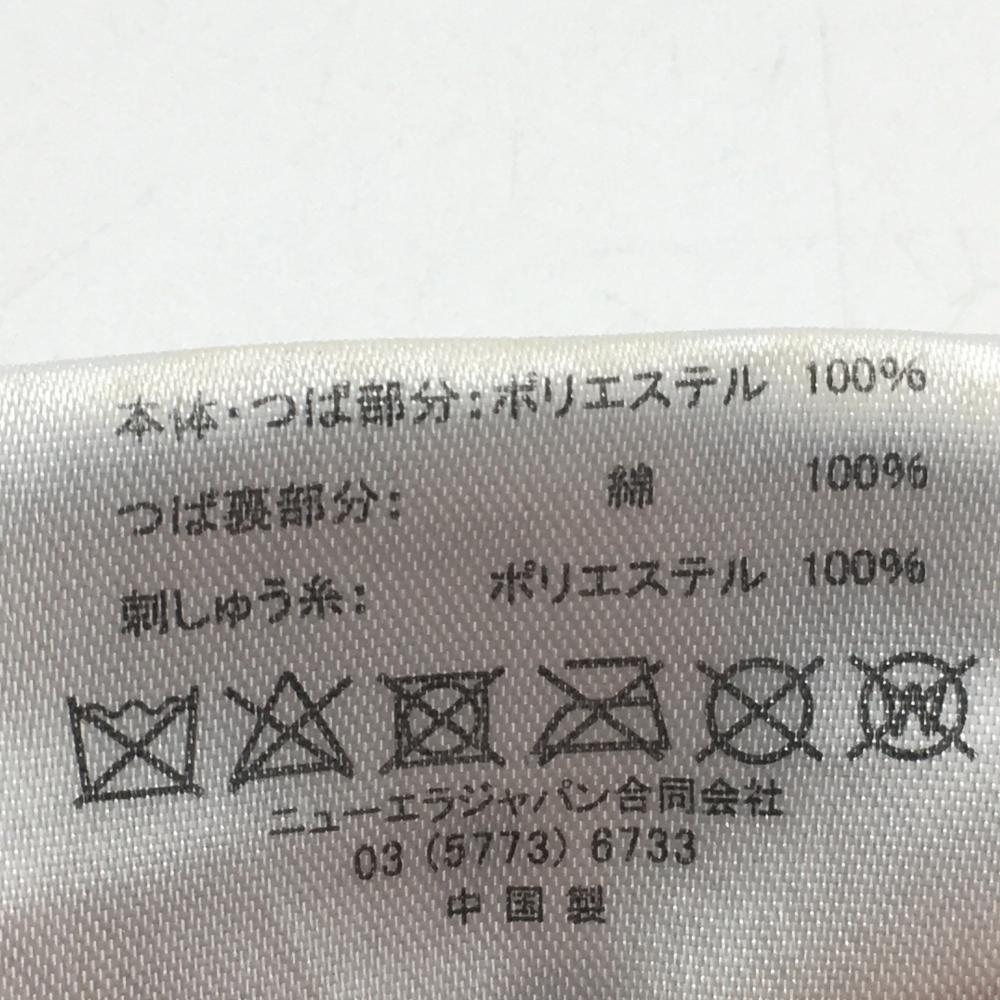 本体・つば部分:ポリエステル 100%
つば裏部分: 綿 100%
刺しゅう糸: ポリエステル 100%
W
ニューエラジャパン合同会社
03 (5773) 6733
中国製